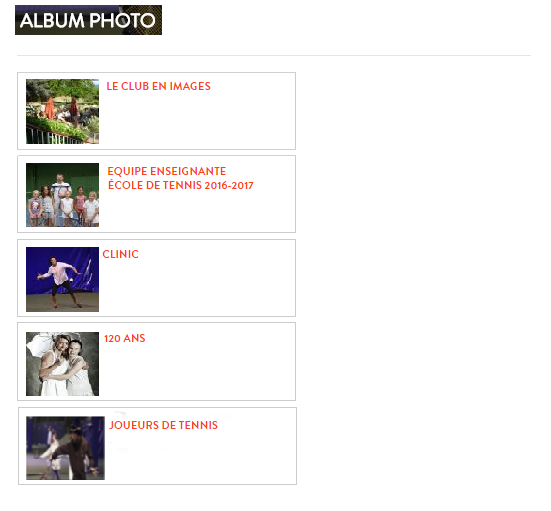 ALBUM PHOTO
LE CLUB EN IMAGES
EQUIPE ENSEIGNANTE
ÉCOLE DE TENNIS 2016-2017
CLINIC
120 ANS
JOUEURS DE TENNIS